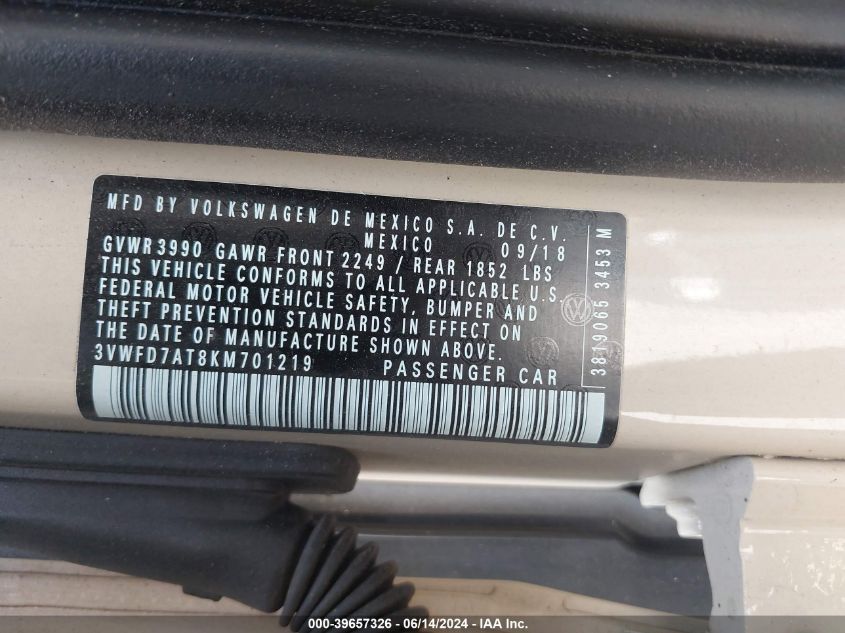 MFD BY VOLKSWAGEN DE MEXICO S.A. DE C.V.
MEXICO 09/18
GVWR 3990 GAWR FRONT 2249 / REAR 1852 LBS
THIS VEHICLE CONFORMS TO ALL APPLICABLE U.S.
FEDERAL MOTOR VEHICLE SAFETY, BUMPER AND
THEFT PREVENTION STANDARDS IN EFFECT ON
THE DATE OF MANUFACTURE SHOWN ABOVE.
3VWFD7AT8KM701219 PASSENGER CAR
3819065 3453 M
000-39657326 - 06/14/2024 - IAA Inc.